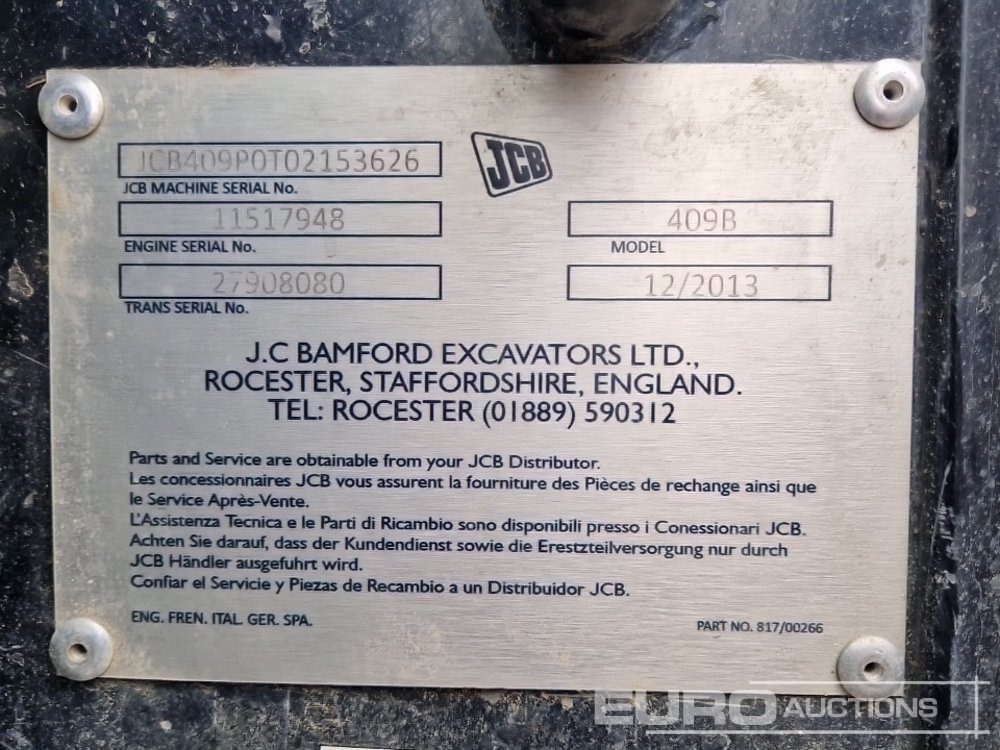 JCB409P0T02153626
JCB
JCB MACHINE SERIAL No.
11517948
409B
ENGINE SERIAL No.
MODEL
27908080
12/2013
TRANS SERIAL No.
J.C BAMFORD EXCAVATORS LTD.,
ROCESTER, STAFFORDSHIRE, ENGLAND.
TEL: ROCESTER (01889) 590312
Parts and Service are obtainable from your JCB Distributor.
Les concessionnaires JCB vous assurent la fourniture des Pièces de rechange ainsi que
le Service Après-Vente.
L'Assistenza Tecnica e le Parti di Ricambio sono disponibili presso i Conessionari JCB.
Achten Sie darauf, dass der Kundendienst sowie die Erestzteilversorgung nur durch
JCB Händler ausgefuhrt wird.
Confiar el Servicie y Piezas de Recambio a un Distribuidor JCB.
ENG. FREN. ITAL. GER. SPA.
PART NO. 817/00266
EURO AUCTIONS